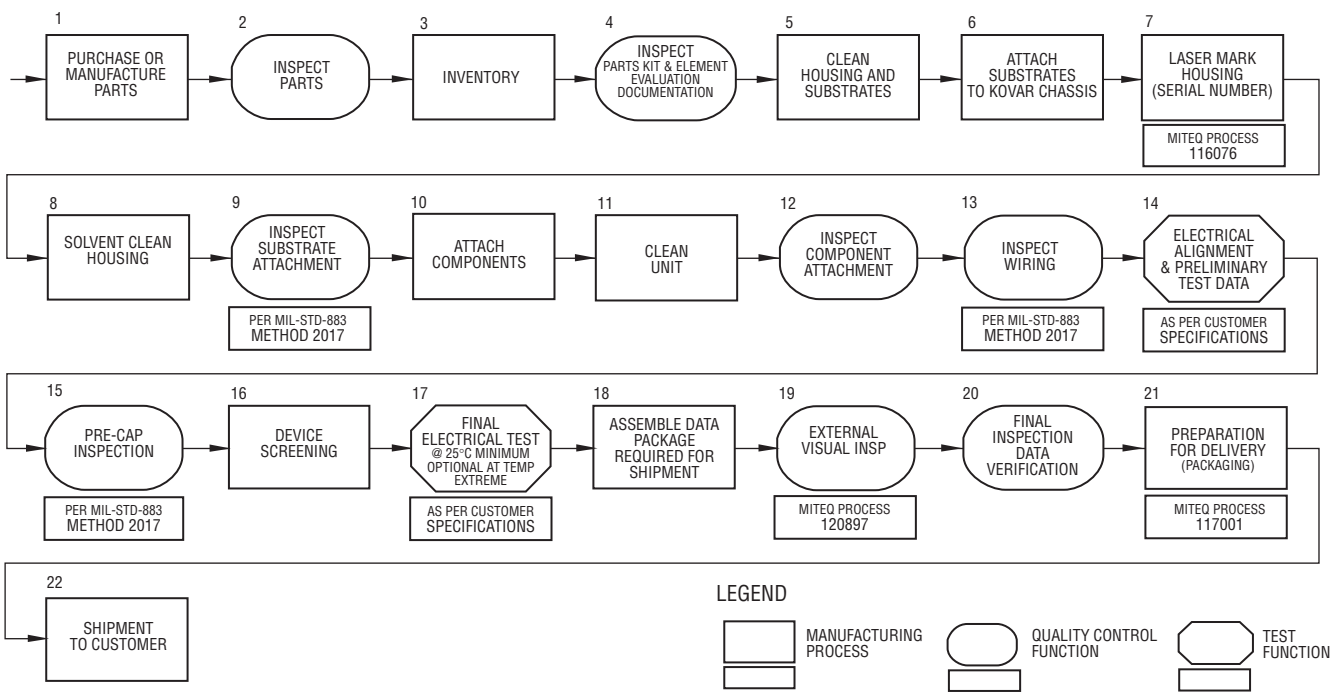 1
PURCHASE OR
MANUFACTURE
PARTS
2
INSPECT
PARTS
3
INVENTORY
4
INSPECT
PARTS KIT & ELEMENT
EVALUATION
DOCUMENTATION
5
CLEAN
HOUSING AND
SUBSTRATES
6
ATTACH
SUBSTRATES
TO KOVAR CHASSIS
7
LASER MARK
HOUSING
(SERIAL NUMBER)
MITEQ PROCESS
116076
8
SOLVENT CLEAN
HOUSING
9
INSPECT
SUBSTRATE
ATTACHMENT
PER MIL-STD-883
METHOD 2017
10
ATTACH
COMPONENTS
11
CLEAN
UNIT
12
INSPECT
COMPONENT
ATTACHMENT
13
INSPECT
WIRING
PER MIL-STD-883
METHOD 2017
14
ELECTRICAL
ALIGNMENT
& PRELIMINARY
TEST DATA
AS PER CUSTOMER
SPECIFICATIONS
15
PRE-CAP
INSPECTION
PER MIL-STD-883
METHOD 2017
16
DEVICE
SCREENING
17
FINAL
ELECTRICAL TEST
@ 25°C MINIMUM
OPTIONAL AT TEMP
EXTREME
AS PER CUSTOMER
SPECIFICATIONS
18
ASSEMBLE DATA
PACKAGE
REQUIRED FOR
SHIPMENT
19
EXTERNAL
VISUAL INSP
MITEQ PROCESS
120897
20
FINAL
INSPECTION
DATA
VERIFICATION
21
PREPARATION
FOR DELIVERY
(PACKAGING)
MITEQ PROCESS
117001
22
SHIPMENT
TO CUSTOMER
LEGEND
MANUFACTURING
PROCESS
QUALITY CONTROL
FUNCTION
TEST
FUNCTION